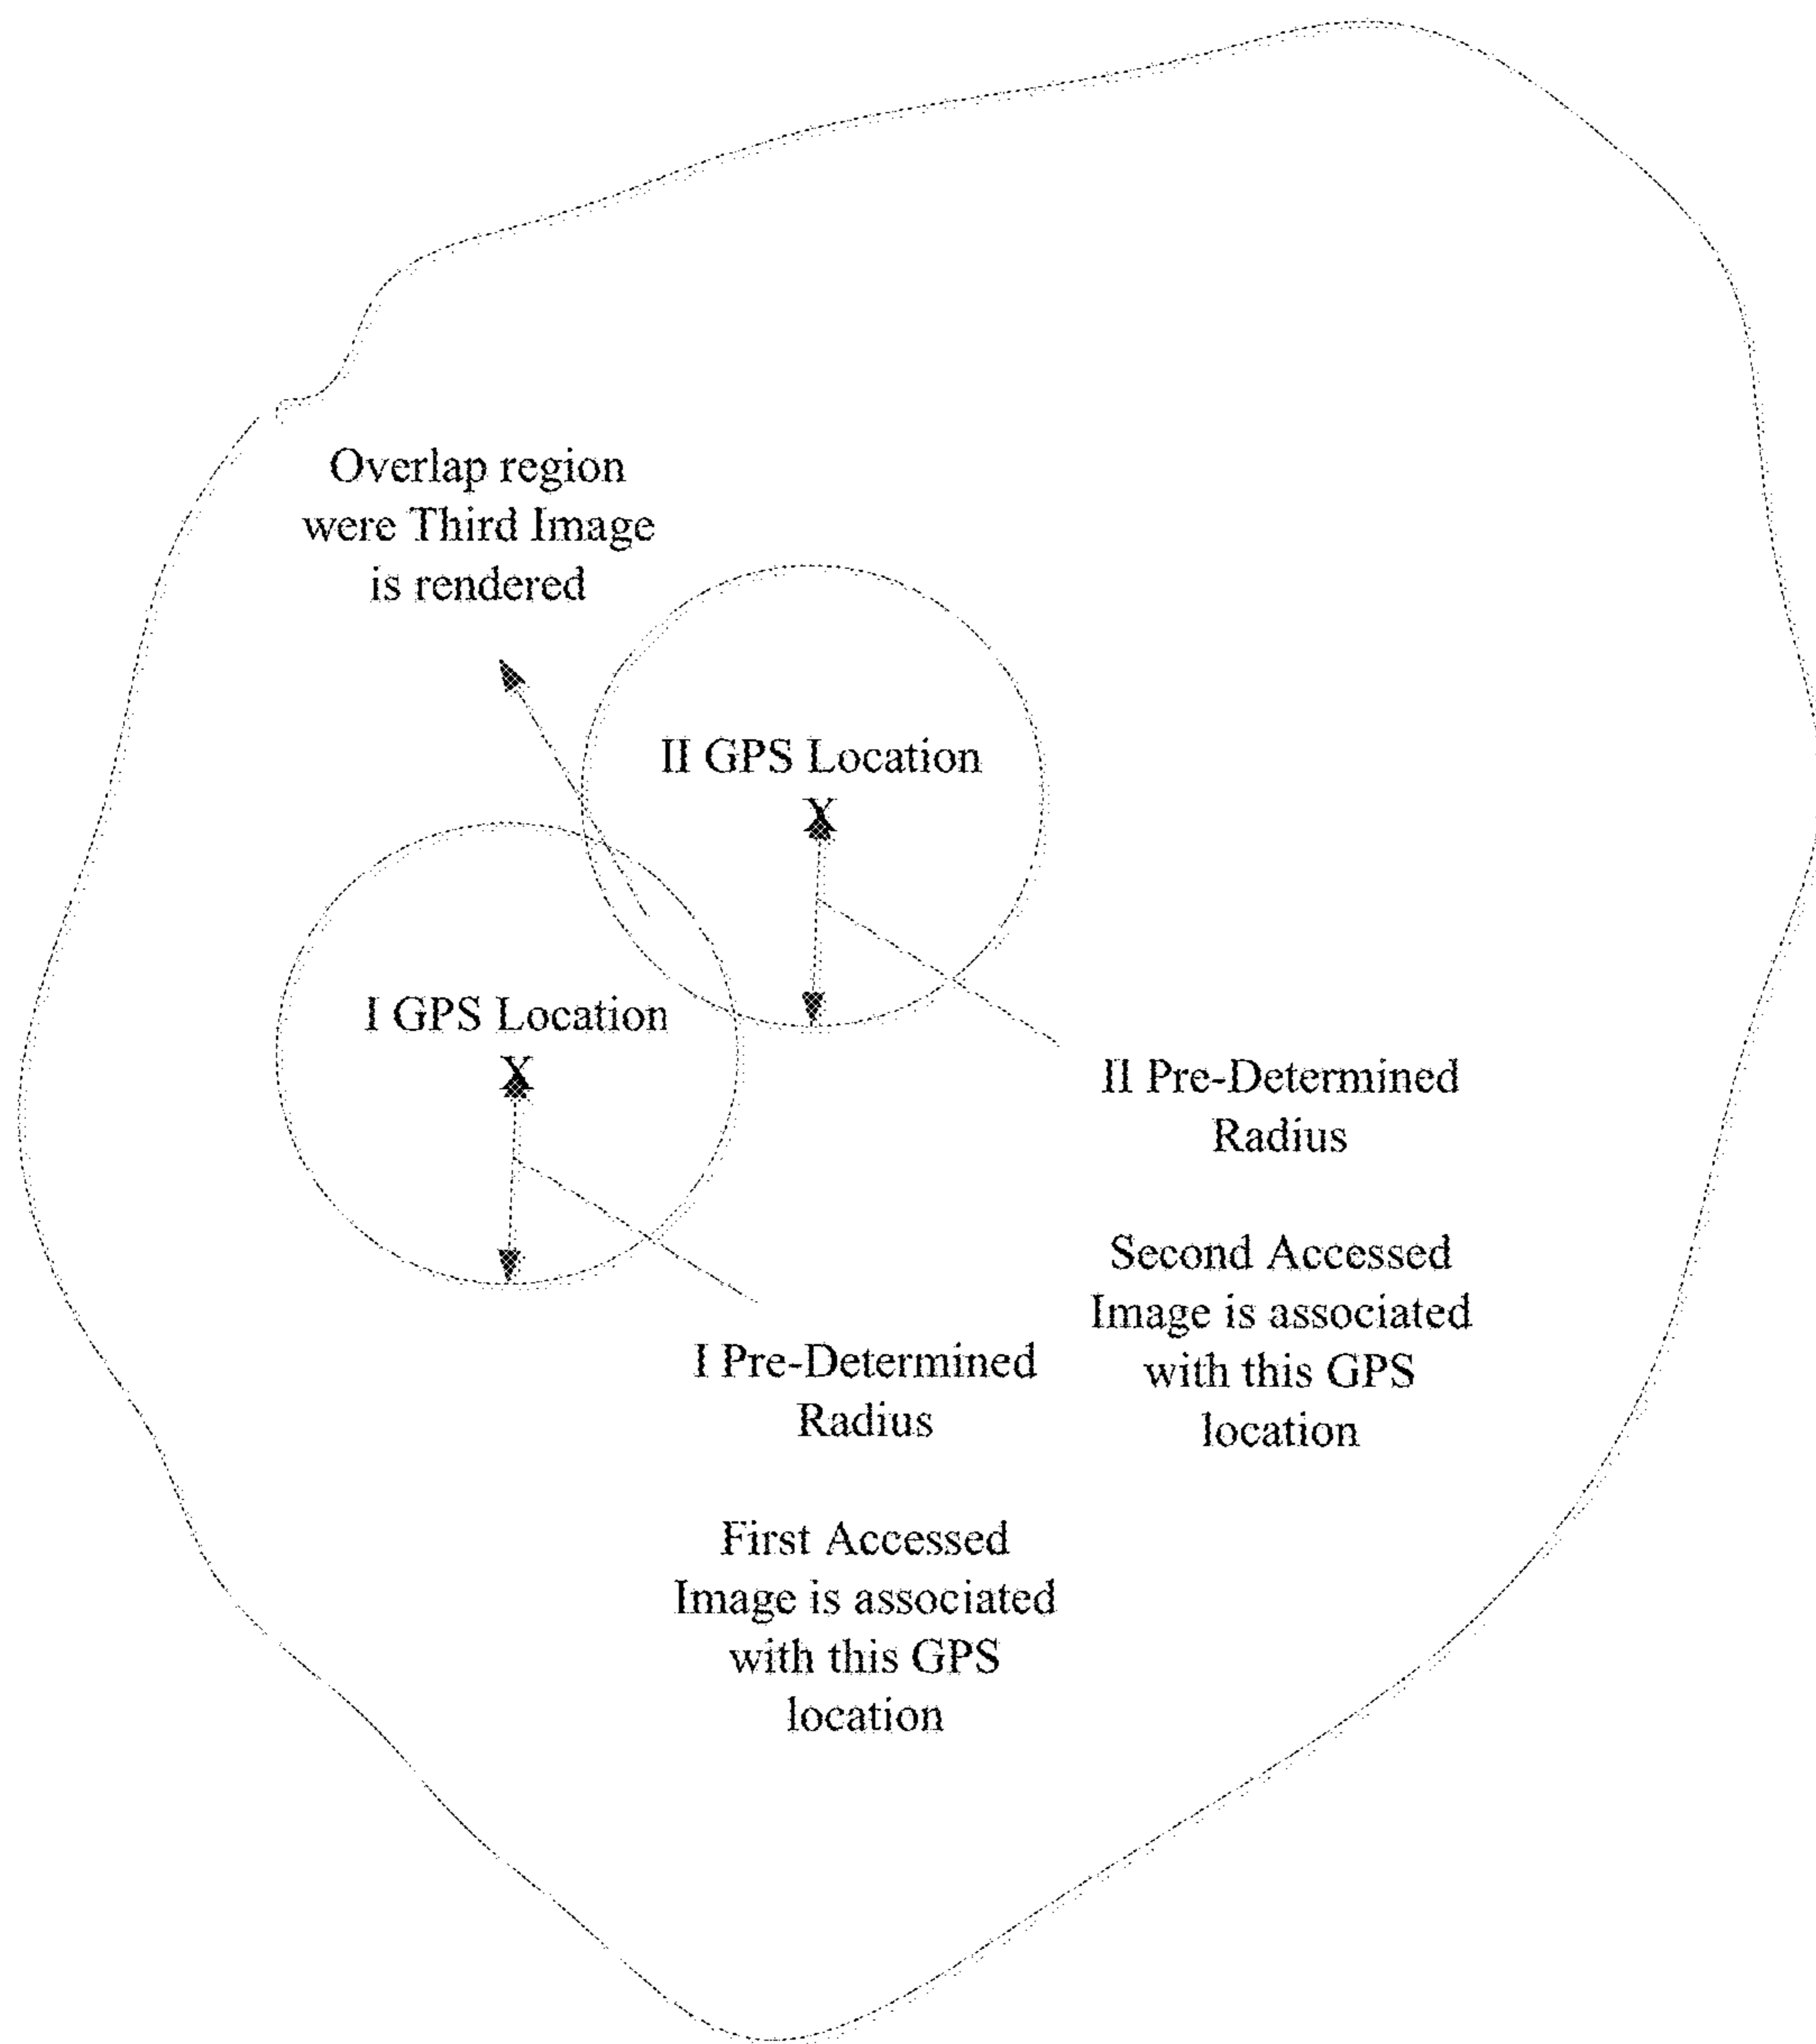 Overlap region
were Third Image
is rendered
II GPS Location
X
I GPS Location
X
II Pre-Determined
Radius
Second Accessed
Image is associated
with this GPS
location
I Pre-Determined
Radius
First Accessed
Image is associated
with this GPS
location